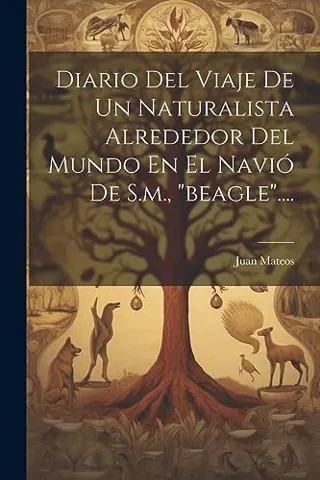 Diario Del Viaje De
Un Naturalista
Alrededor Del
Mundo En El Navió
De S.m., "beagle"....
Juan Mateos